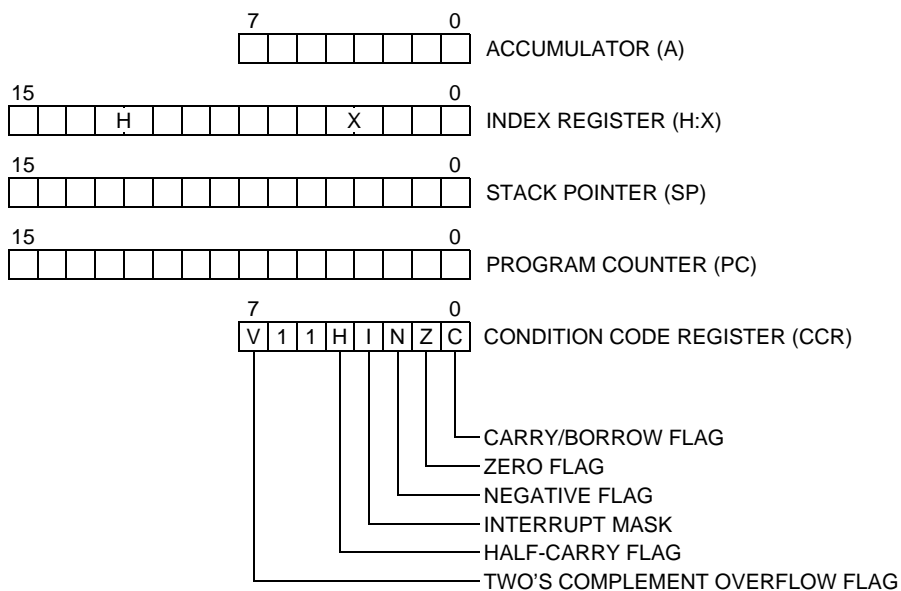 7 0
ACCUMULATOR (A)
15 0
H X INDEX REGISTER (H:X)
15 0
STACK POINTER (SP)
15 0
PROGRAM COUNTER (PC)
7 0
V 1 1 H I N Z C CONDITION CODE REGISTER (CCR)
CARRY/BORROW FLAG
ZERO FLAG
NEGATIVE FLAG
INTERRUPT MASK
HALF-CARRY FLAG
TWO'S COMPLEMENT OVERFLOW FLAG